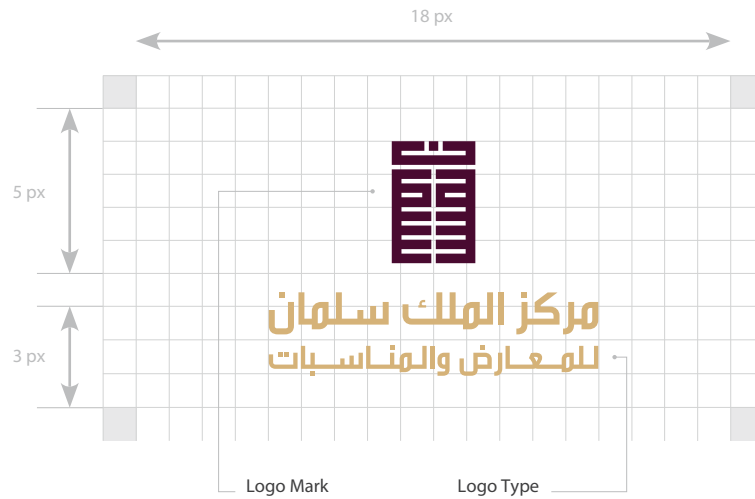 18 px
5 px
مركز الملك سلمان
للمعارض والمناسبات
3 px
Logo Mark
Logo Type